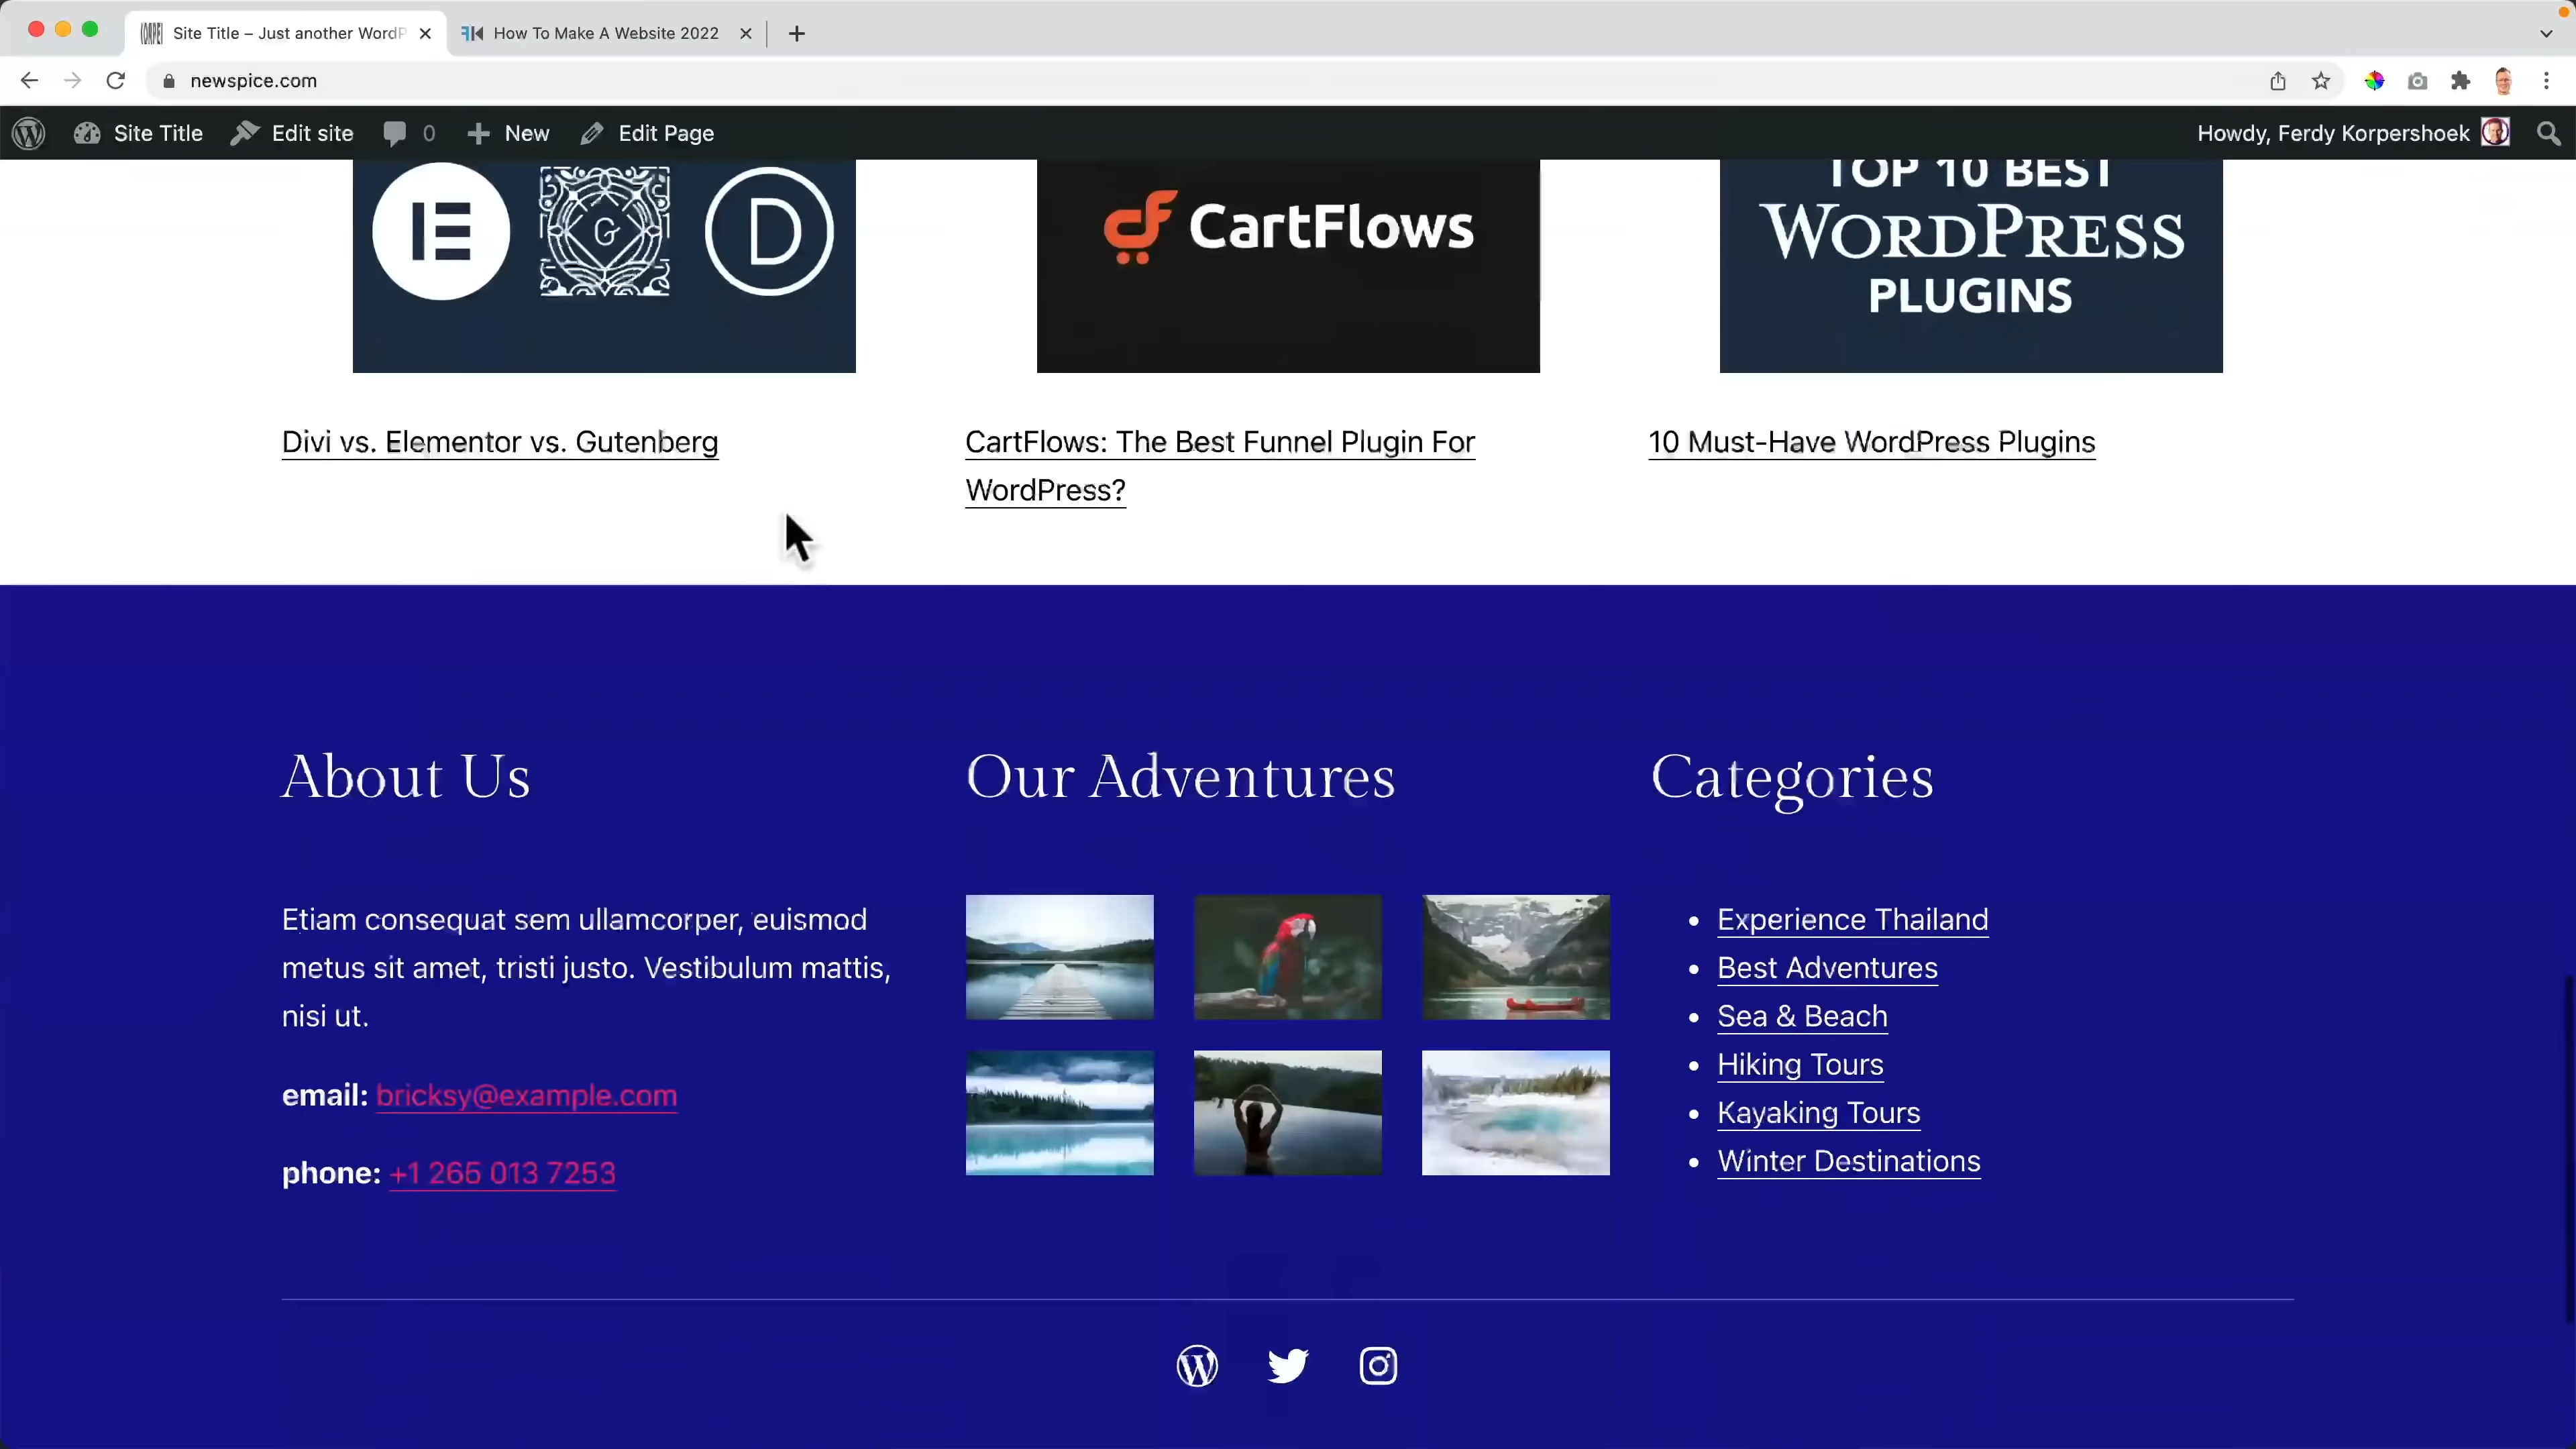 Site Title – Just another WordP
How To Make A Website 2022
newspice.com
Site Title
Edit site
0
New
Edit Page
Howdy, Ferdy Korpershoek
D
CartFlows
TOP 10 BEST
WORDPRESS
PLUGINS
Divi vs. Elementor vs. Gutenberg
CartFlows: The Best Funnel Plugin For
WordPress?
10 Must-Have WordPress Plugins
About Us
Etiam consequat sem ullamcorper, euismod
metus sit amet, tristi justo. Vestibulum mattis,
nisi ut.
email: bricksy@example.com
phone: +1 265 013 7253
Our Adventures
Categories
Experience Thailand
Best Adventures
Sea & Beach
Hiking Tours
Kayaking Tours
Winter Destinations